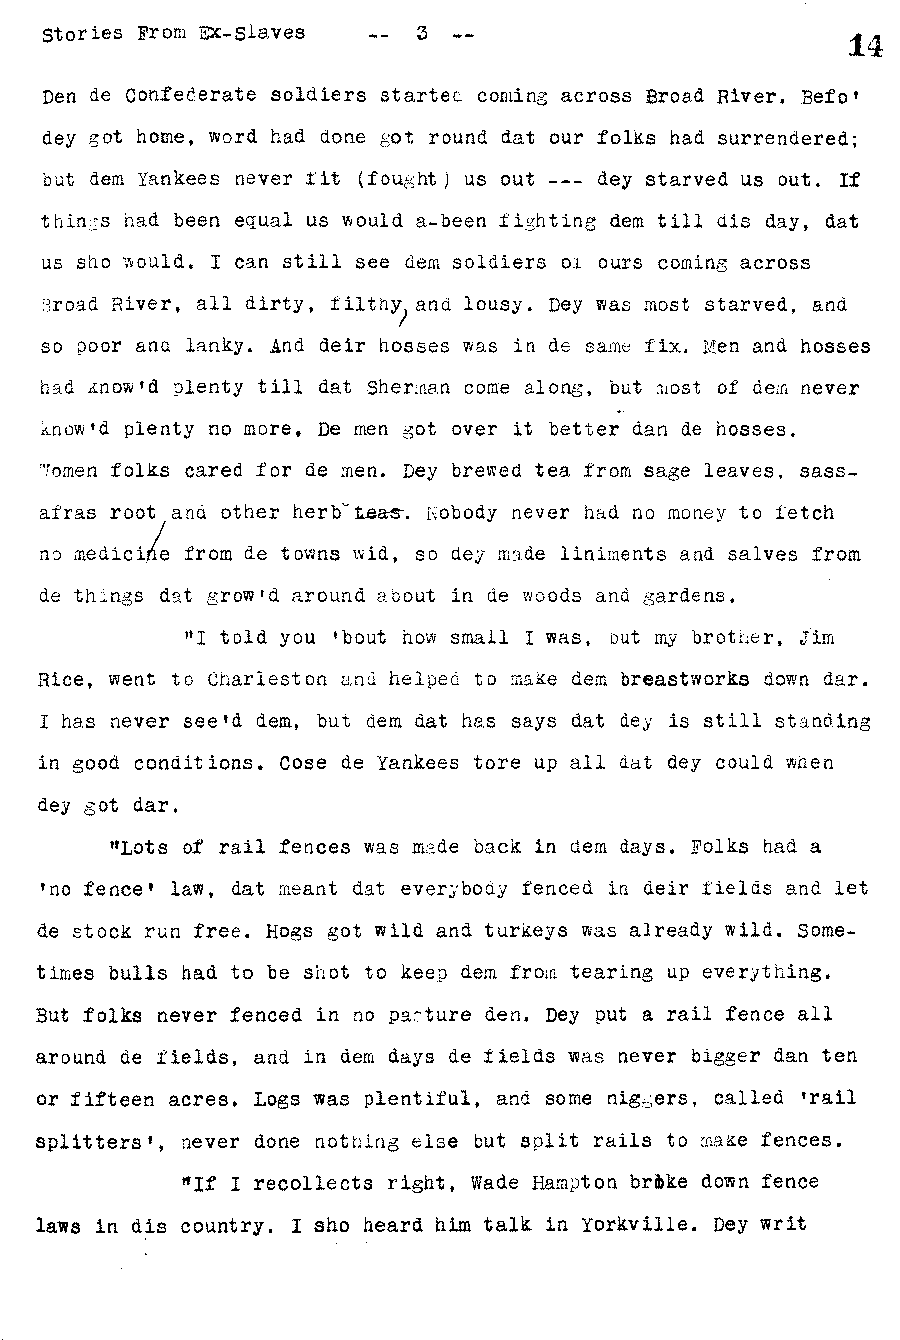 Stories From Ex-Slaves -- 3 --
14
Den de Confederate soldiers started coming across Broad River. Befo'
dey got home, word had done got round dat our folks had surrendered;
but dem Yankees never fit (fought) us out --- dey starved us out. If
things had been equal us would a-been fighting dem till dis day, dat
us sho would. I can still see dem soldiers of ours coming across
Broad River, all dirty, filthy, and lousy. Dey was most starved, and
so poor and lanky. And deir hosses was in de same fix. Men and hosses
had know'd plenty till dat Sherman come along, but most of dem never
know'd plenty no more, De men got over it better dan de hosses.
Women folks cared for de men. Dey brewed tea from sage leaves, sass-
afras root, and other herb teas. Nobody never had no money to fetch
no medicine from de towns wid, so dey made liniments and salves from
de things dat grow'd around about in de woods and gardens.
"I told you 'bout how small I was, but my brother, Jim
Rice, went to Charleston and helped to make dem breastworks down dar.
I has never see'd dem, but dem dat has says dat dey is still standing
in good conditions. Cose de Yankees tore up all dat dey could when
dey got dar.
"Lots of rail fences was made back in dem days. Folks had a
'no fence' law, dat meant dat everybody fenced in deir fields and let
de stock run free. Hogs got wild and turkeys was already wild. Some-
times bulls had to be shot to keep dem from tearing up everything.
But folks never fenced in no pasture den. Dey put a rail fence all
around de fields, and in dem days de fields was never bigger dan ten
or fifteen acres. Logs was plentiful, and some niggers, called 'rail
splitters', never done nothing else but split rails to make fences.
"If I recollects right, Wade Hampton broke down fence
laws in dis country. I sho heard him talk in Yorkville. Dey writ